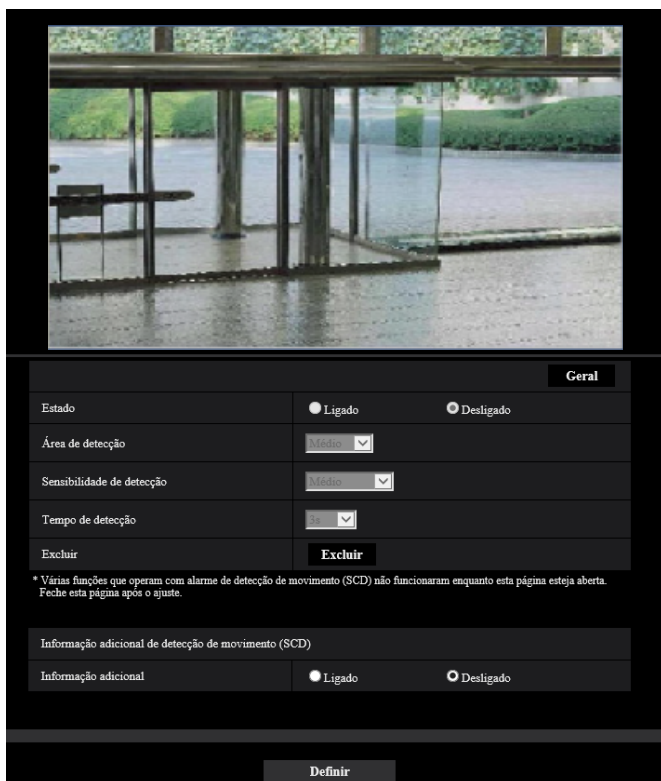 Geral
Estado Ligado Desligado
Área de detecção Médio
Sensibilidade de detecção Médio
Tempo de detecção 3s
Excluir Excluir
* Várias funções que operam com alarme de detecção de movimento (SCD) não funcionaram enquanto esta página esteja aberta.
Feche esta página após o ajuste.
Informação adicional de detecção de movimento (SCD)
Informação adicional Ligado Desligado
Definir